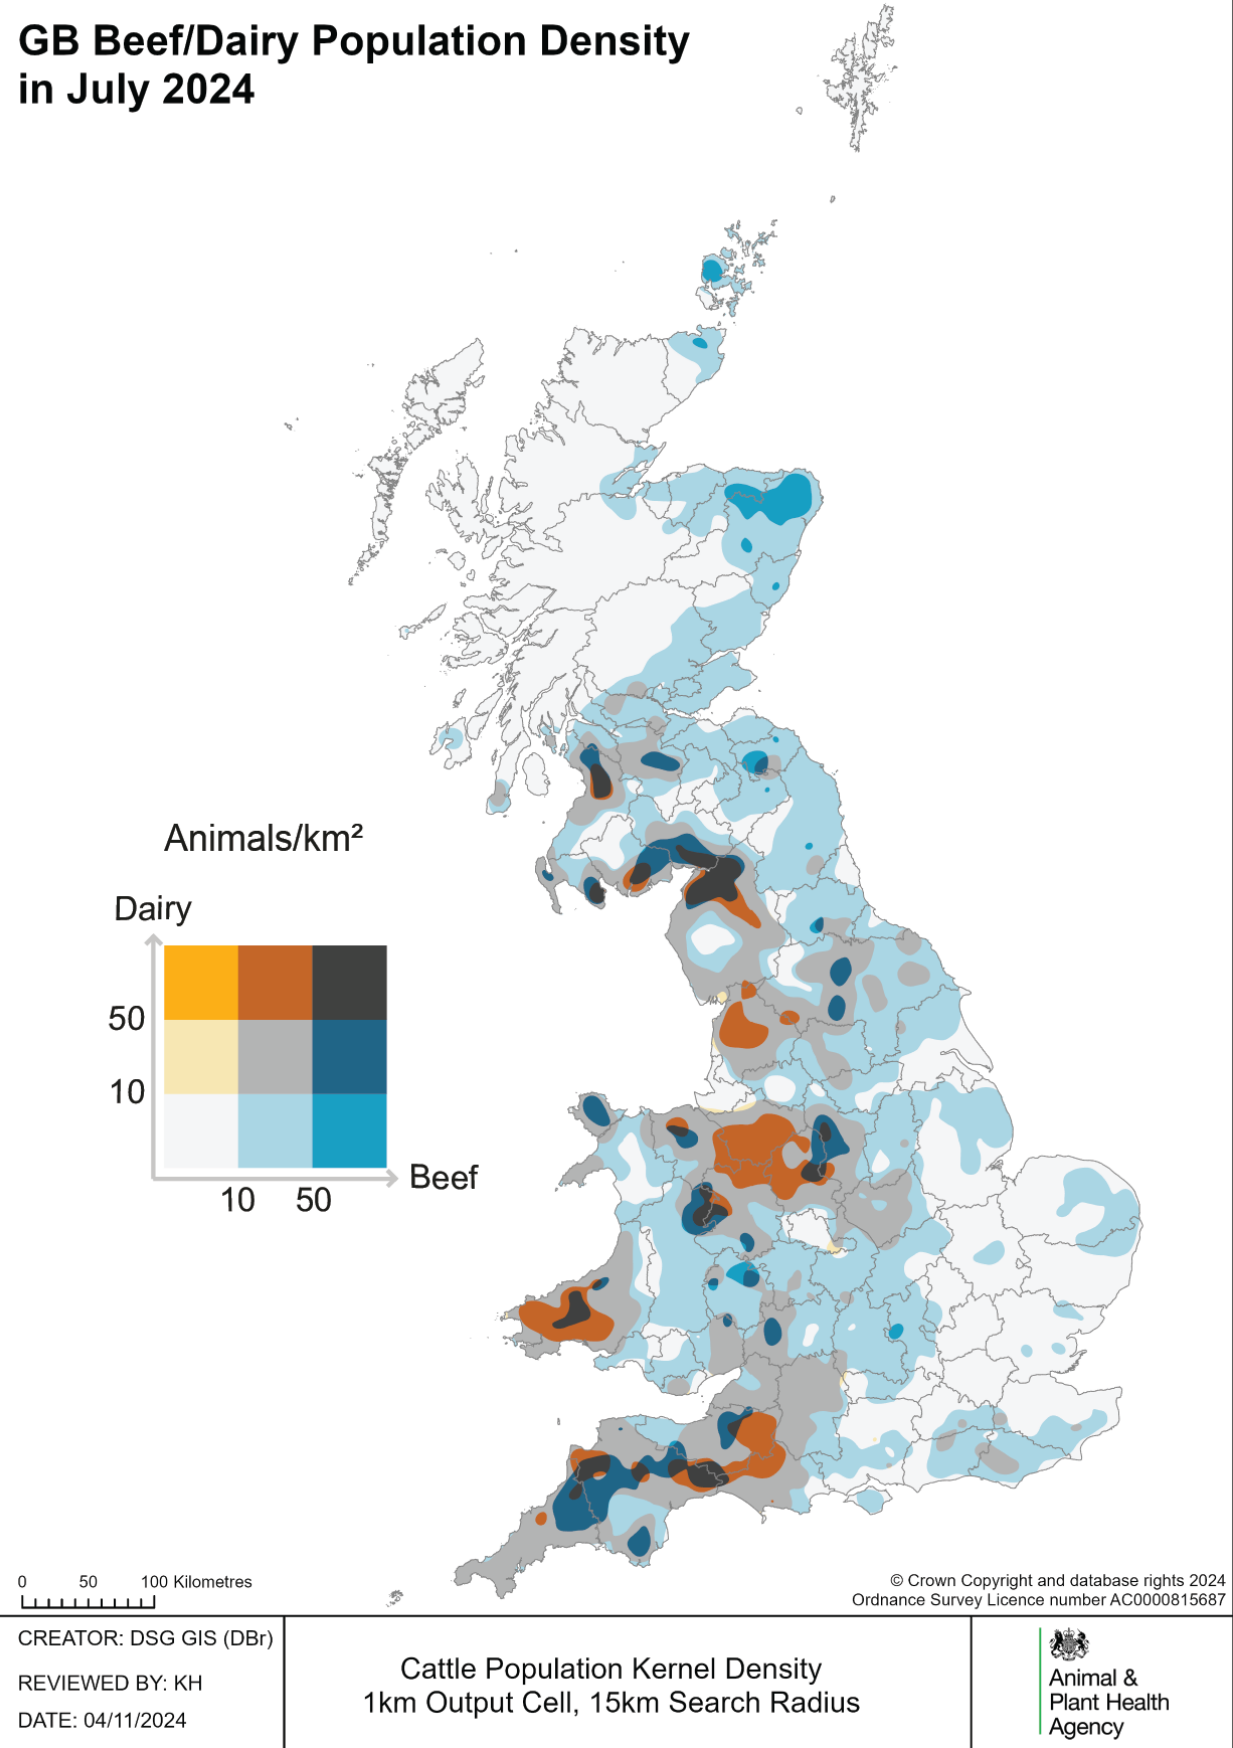 GB Beef/Dairy Population Density
in July 2024
Animals/km²
Dairy
50
10
Beef
10 50
0 50 100 Kilometres
© Crown Copyright and database rights 2024
Ordnance Survey Licence number AC0000815687
CREATOR: DSG GIS (DBr)
REVIEWED BY: KH
DATE: 04/11/2024
Cattle Population Kernel Density
1km Output Cell, 15km Search Radius
Animal &
Plant Health
Agency